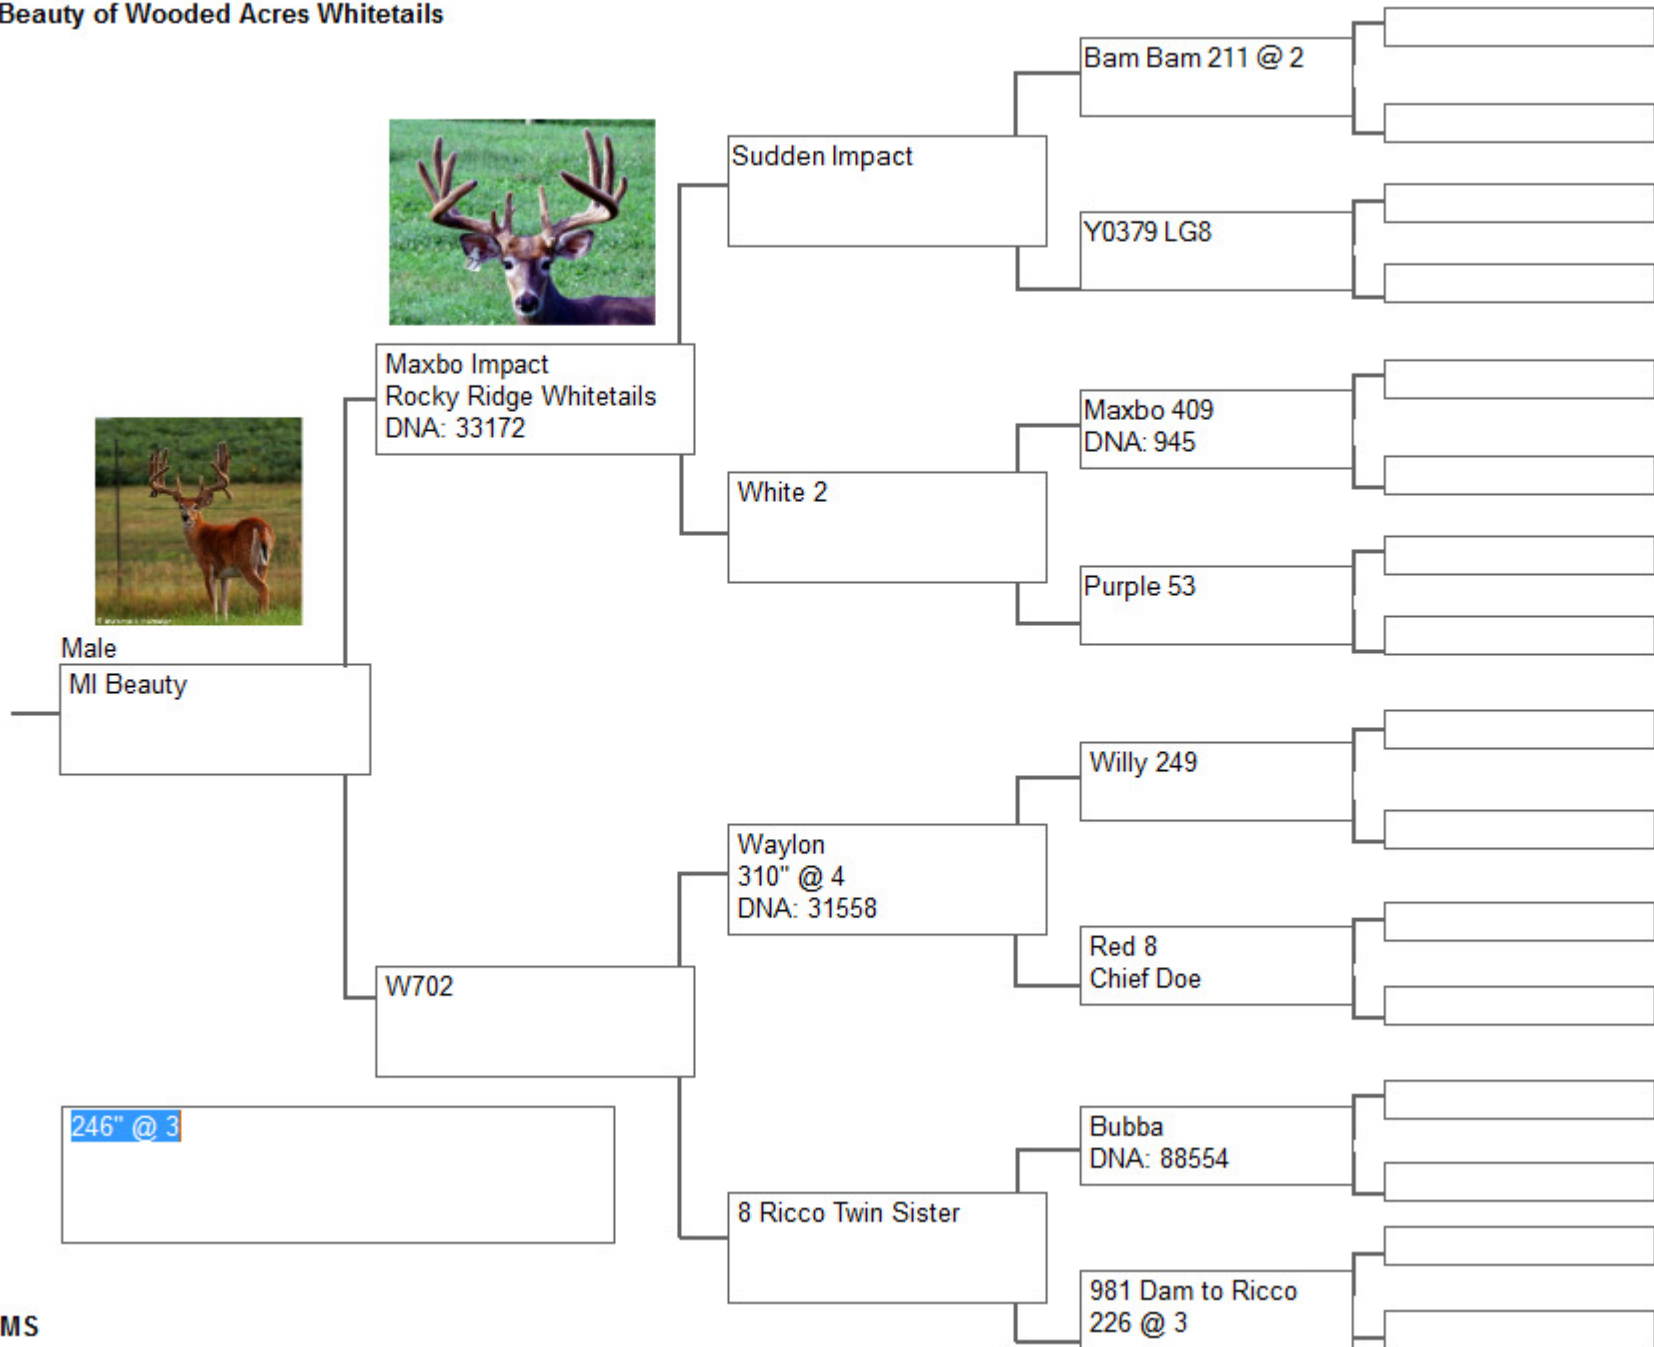 Beauty of Wooded Acres Whitetails
Bam Bam 211 @ 2
Sudden Impact
Y0379 LG8
Maxbo Impact
Rocky Ridge Whitetails
DNA: 33172
Maxbo 409
DNA: 945
White 2
Purple 53
Male
MI Beauty
Willy 249
Waylon
310" @ 4
DNA: 31558
Red 8
Chief Doe
W702
246" @ 3
Bubba
DNA: 88554
8 Ricco Twin Sister
981 Dam to Ricco
226 @ 3
MS